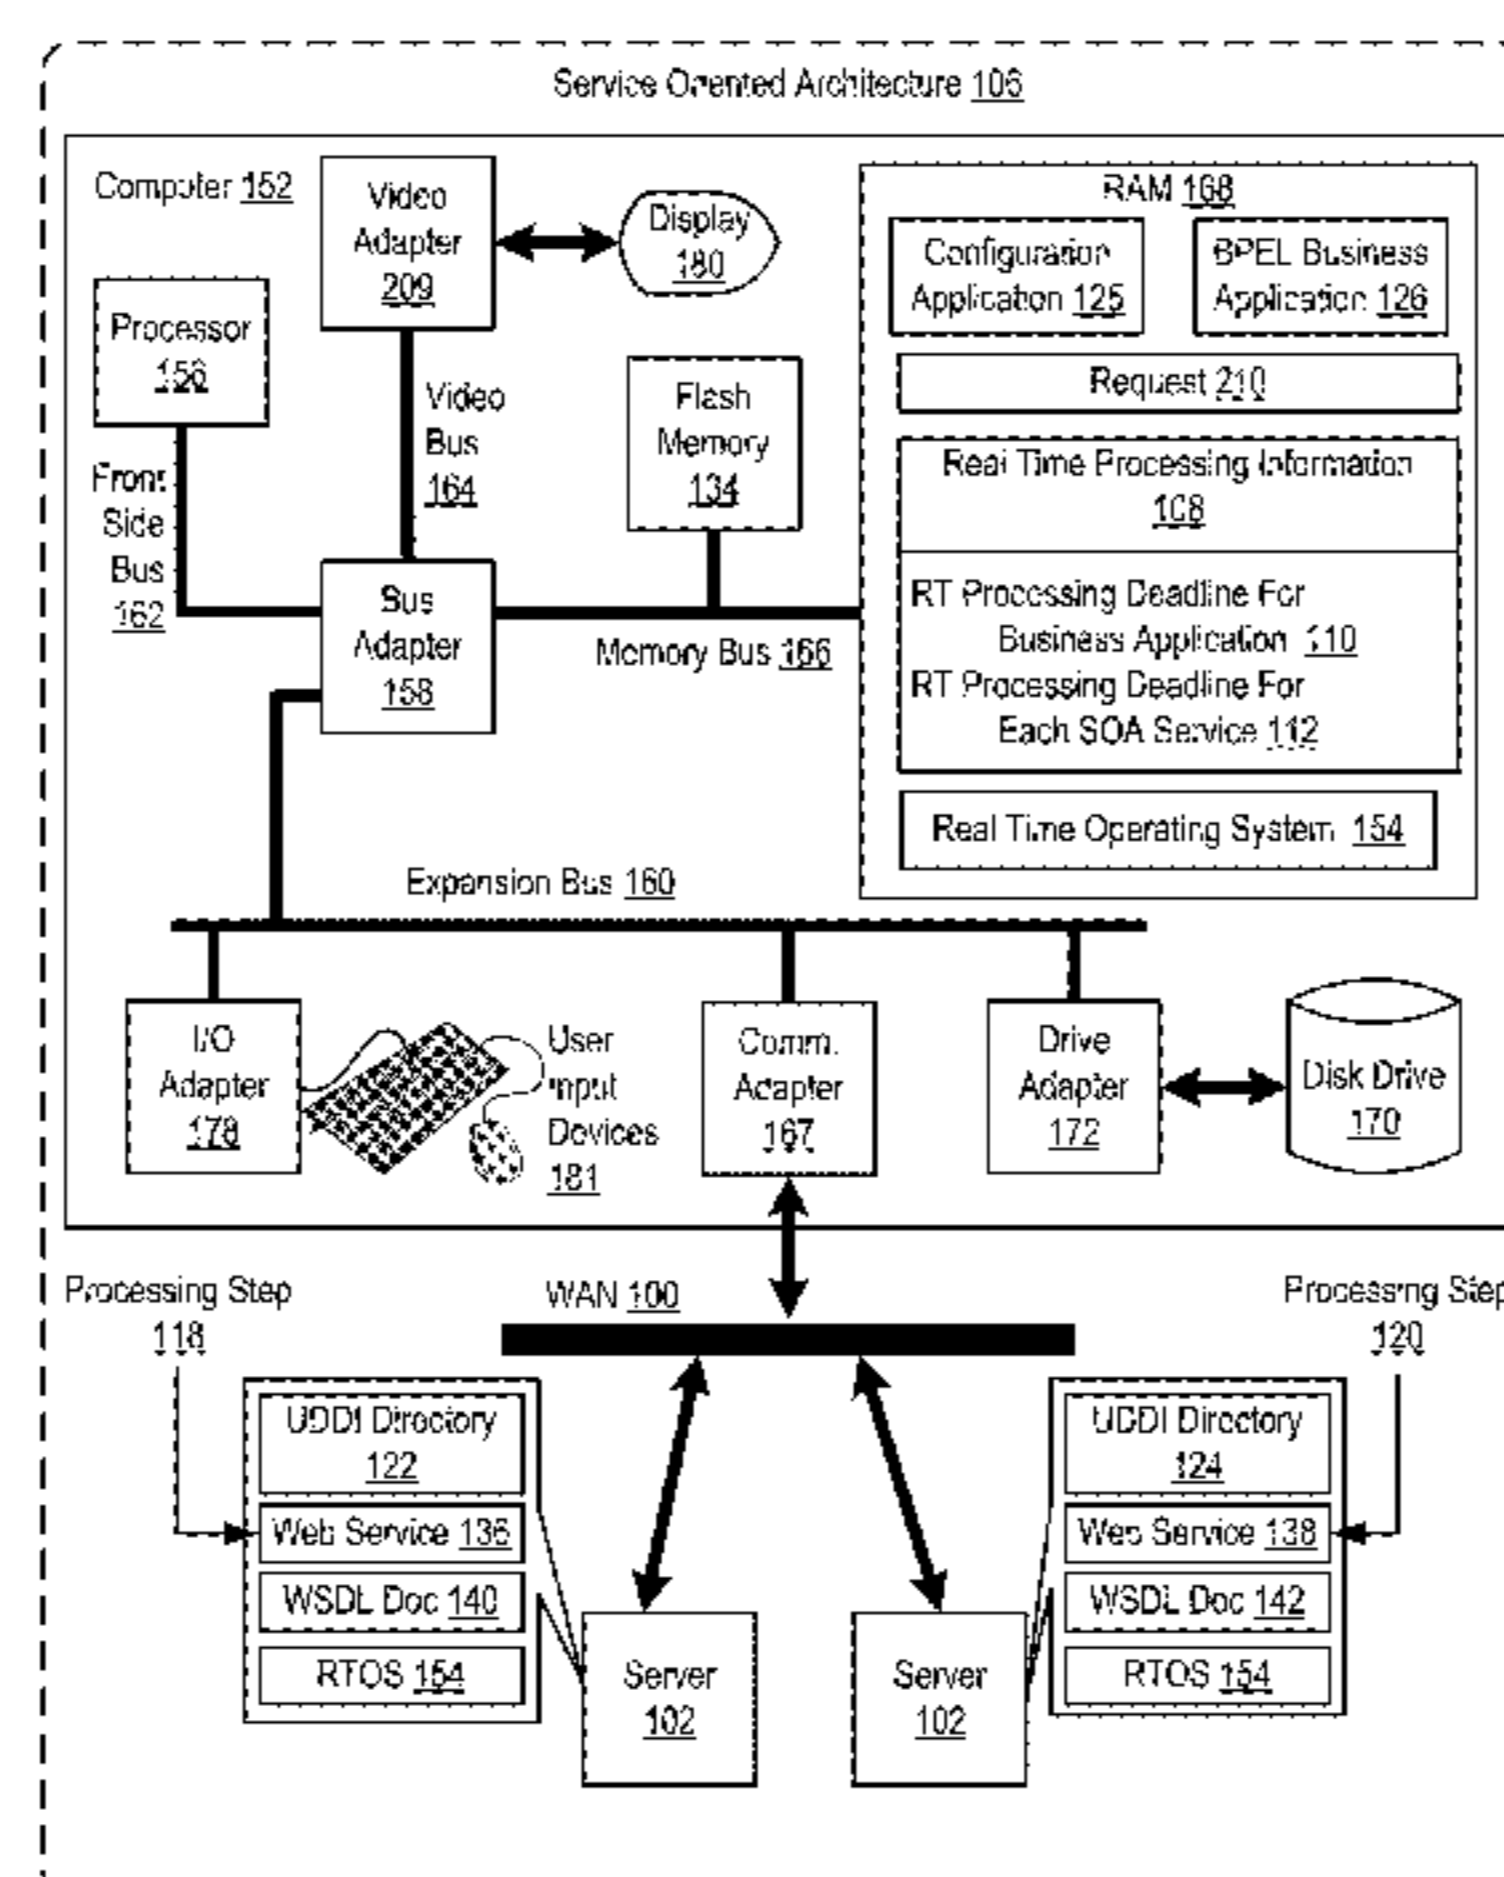 Service Oriented Architecture 106
Computer 152
Video
Adapter
209
Display
180
RAM 168
Configuration
Application 125
BPEL Business
Application 126
Processor
156
Request 210
Video
Bus
164
Flash
Memory
134
Real Time Processing Information
108
Front
Side
Bus
162
Bus
Adapter
158
Memory Bus 166
RT Processing Deadline For
Business Application 110
RT Processing Deadline For
Each SOA Service 112
Real Time Operating System 154
Expansion Bus 160
I/O
Adapter
178
User
Input
Devices
181
Comm.
Adapter
167
Drive
Adapter
172
Disk Drive
170
Processing Step
118
WAN 100
Processing Step
120
UDDI Directory
122
Web Service 136
WSDL Doc 140
RTOS 154
Server
102
Server
102
UDDI Directory
124
Web Service 138
WSDL Doc 142
RTOS 154